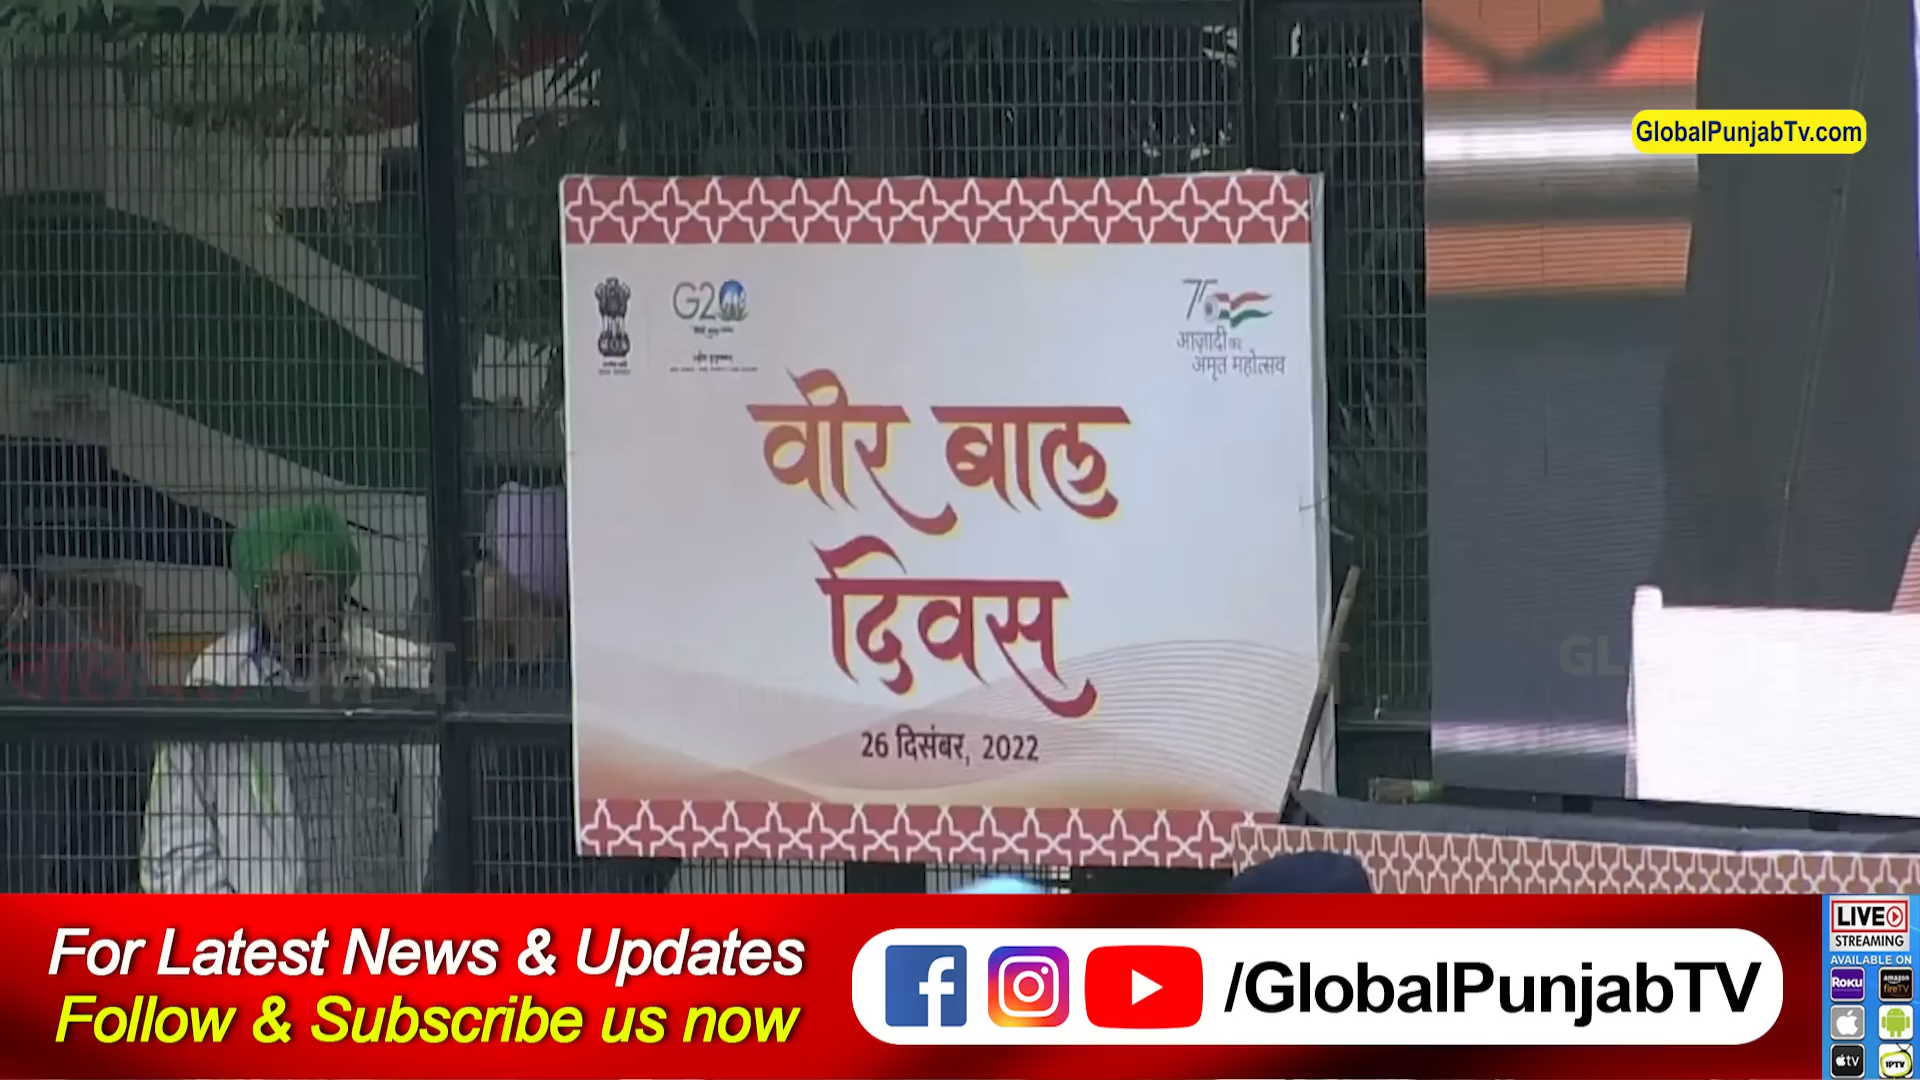 GlobalPunjabTv.com
G20
75
आज़ादी का
अमृत महोत्सव
वीर बाल
दिवस
26 दिसंबर, 2022
For Latest News & Updates
Follow & Subscribe us now
/GlobalPunjabTV
LIVE
STREAMING
AVAILABLE ON
Roku
amazon
fireTV
tv
IPTV